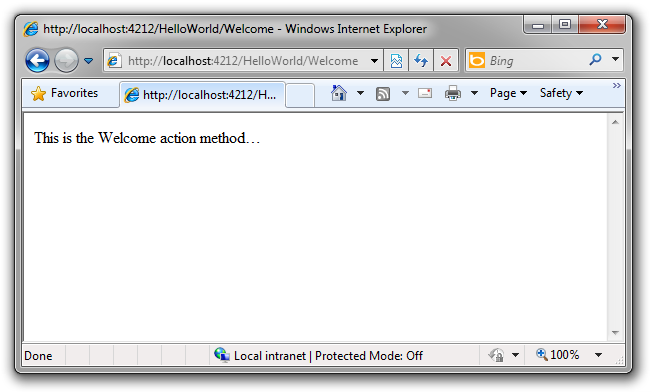 http://localhost:4212/HelloWorld/Welcome - Windows Internet Explorer
http://localhost:4212/HelloWorld/Welcome Bing
Favorites http://localhost:4212/H... Page Safety »
This is the Welcome action method…
Done Local intranet | Protected Mode: Off 100%